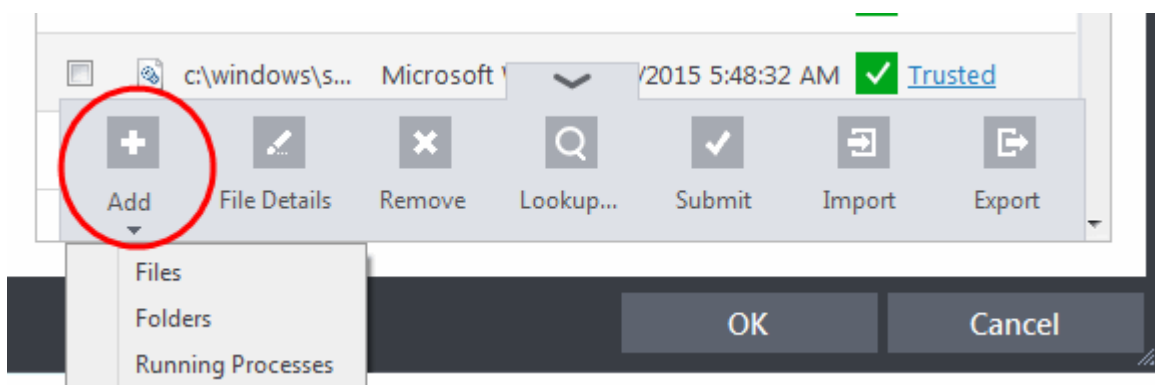 c:\windows\s... Microsoft /2015 5:48:32 AM Trusted
Add File Details Remove Lookup... Submit Import Export
Files
Folders
Running Processes
OK Cancel